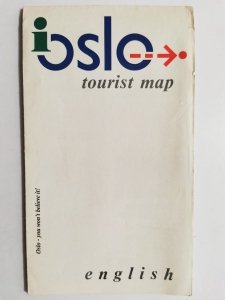 i
oslo
tourist map
Oslo - you won't believe it!
english